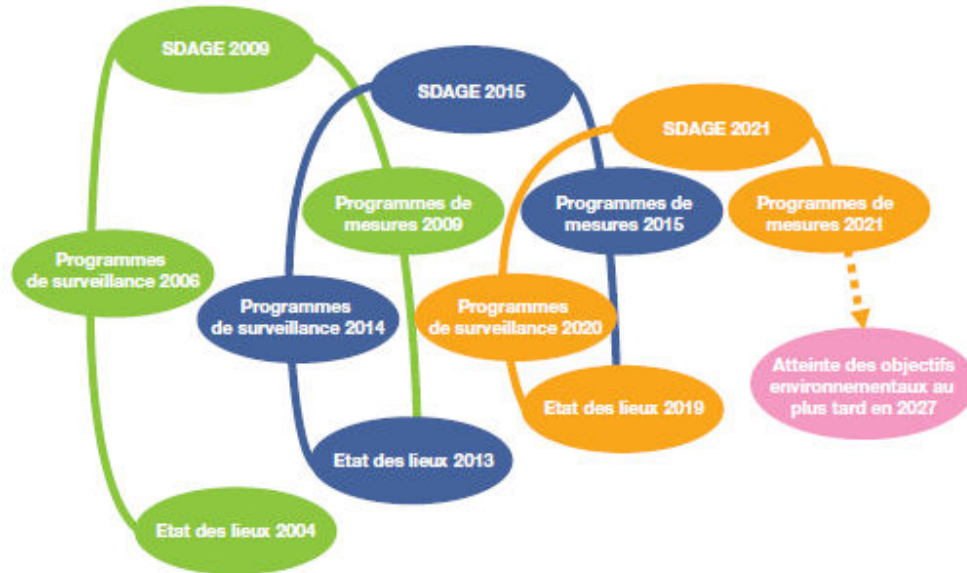 SDAGE 2009
SDAGE 2015
SDAGE 2021
Programmes de
mesures 2009
Programmes de
mesures 2015
Programmes de
mesures 2021
Programmes
de surveillance 2006
Programmes
de surveillance 2014
Programmes
de surveillance 2020
Atteinte des objectifs
environnementaux au
plus tard en 2027
Etat des lieux 2019
Etat des lieux 2013
Etat des lieux 2004